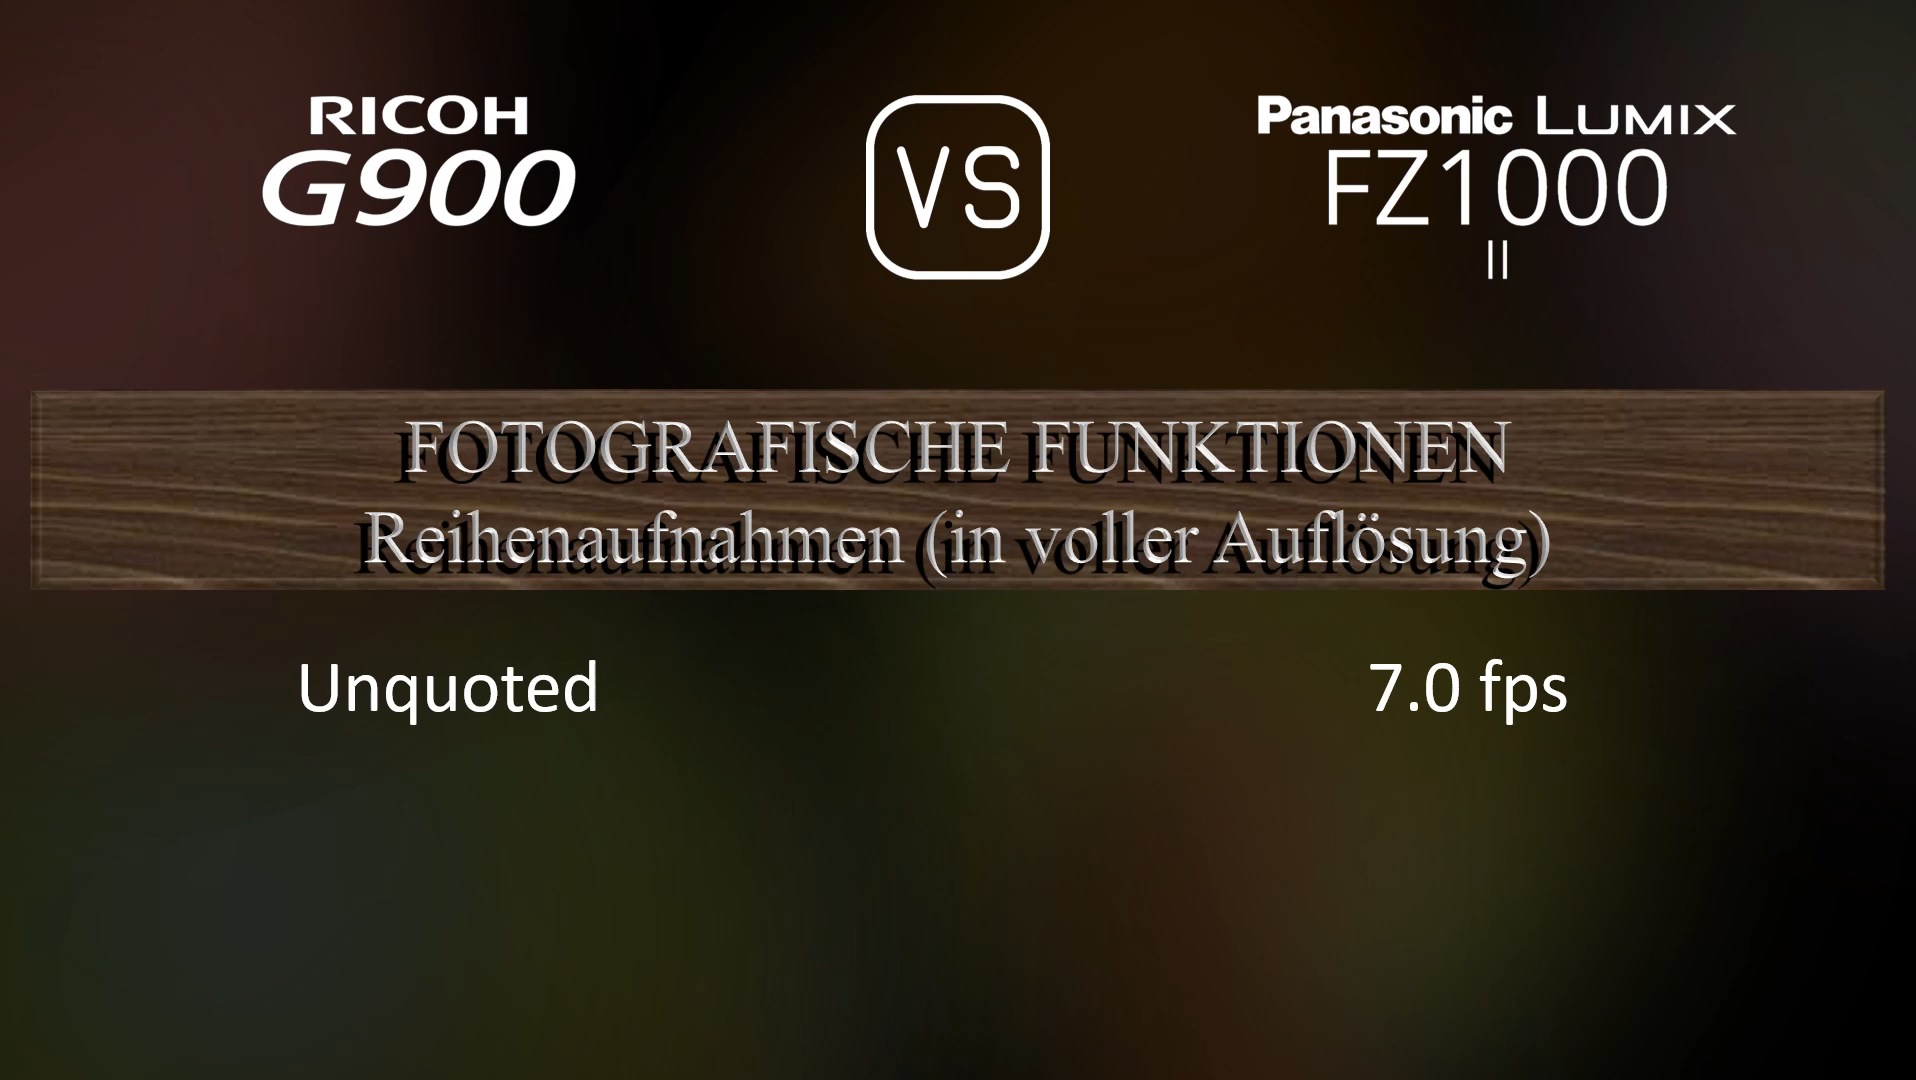 RICOH
G900
VS
Panasonic LUMIX
FZ1000
II
FOTOGRAFISCHE FUNKTIONEN
Reihenaufnahmen (in voller Auflösung)
Unquoted
7.0 fps